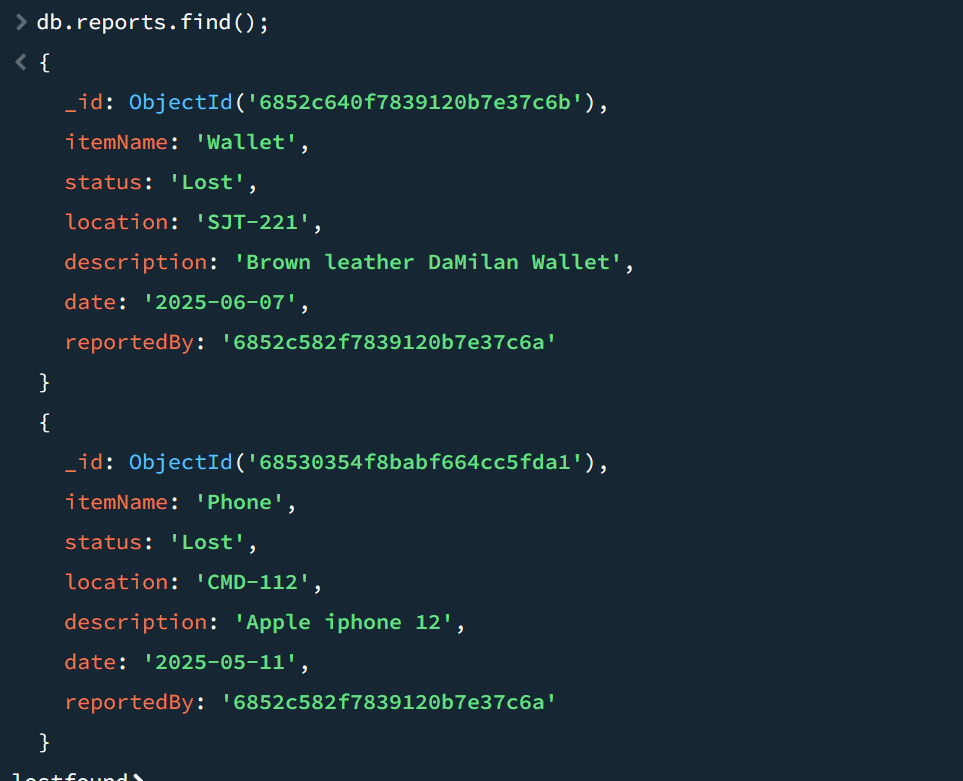 > db.reports.find();
< {
_id: ObjectId('6852c640f7839120b7e37c6b'),
itemName: 'Wallet',
status: 'Lost',
location: 'SJT-221',
description: 'Brown leather DaMilan Wallet',
date: '2025-06-07',
reportedBy: '6852c582f7839120b7e37c6a'
}
{
_id: ObjectId('68530354f8babf664cc5fda1'),
itemName: 'Phone',
status: 'Lost',
location: 'CMD-112',
description: 'Apple iphone 12',
date: '2025-05-11',
reportedBy: '6852c582f7839120b7e37c6a'
}
lostfound>